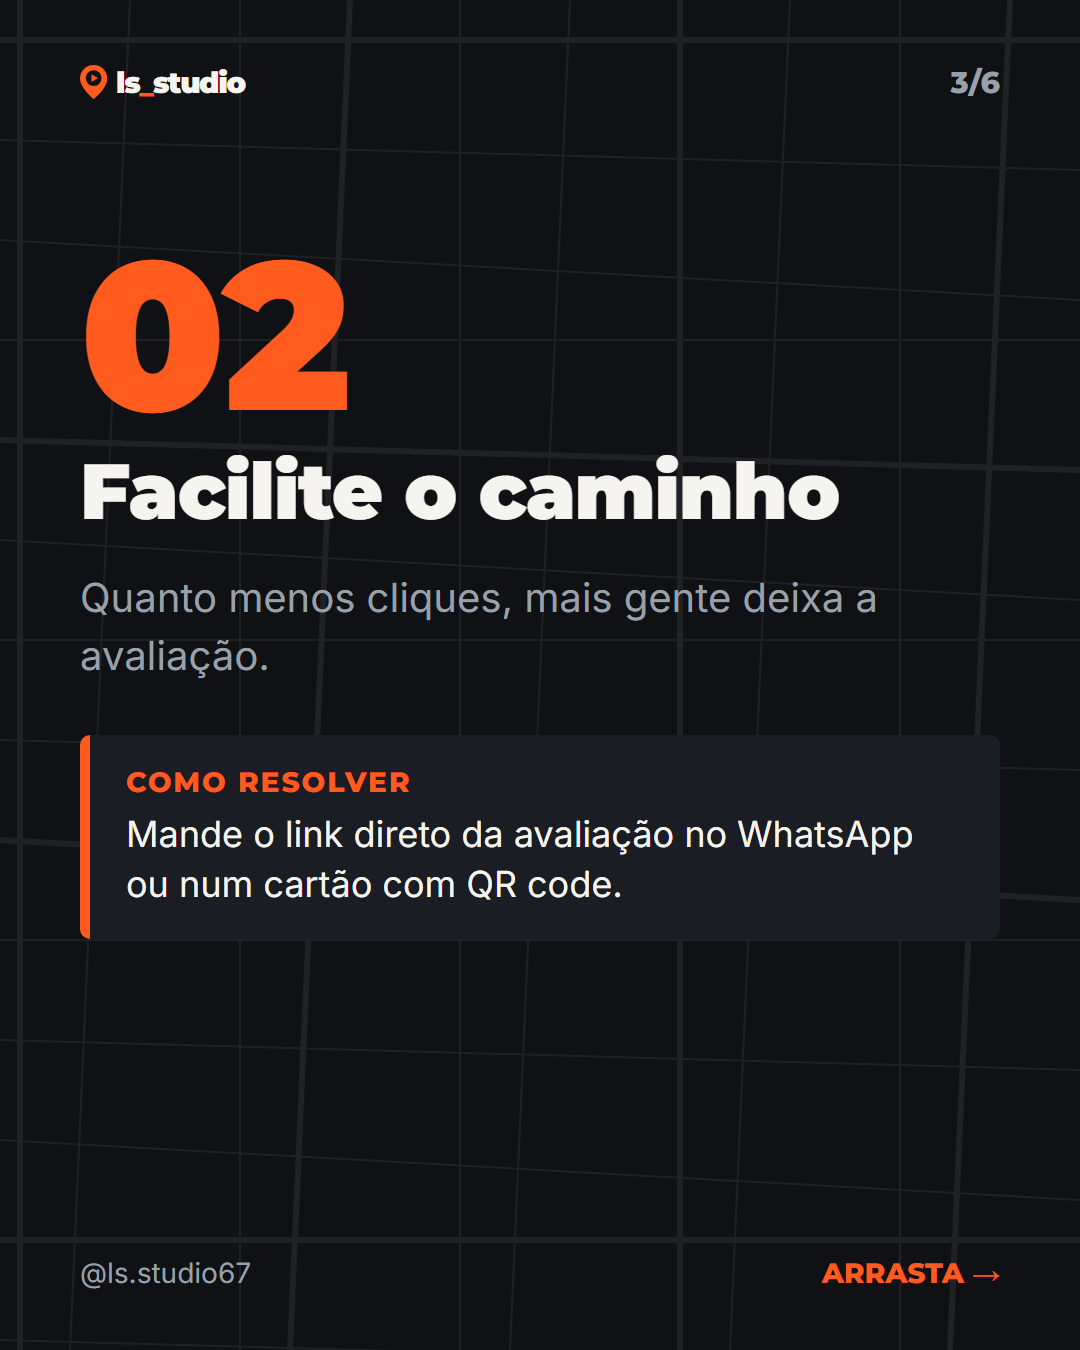 ls_studio
3/6
02
Facilite o caminho
Quanto menos cliques, mais gente deixa a
avaliação.
COMO RESOLVER
Mande o link direto da avaliação no WhatsApp
ou num cartão com QR code.
@ls.studio67
ARRASTA →